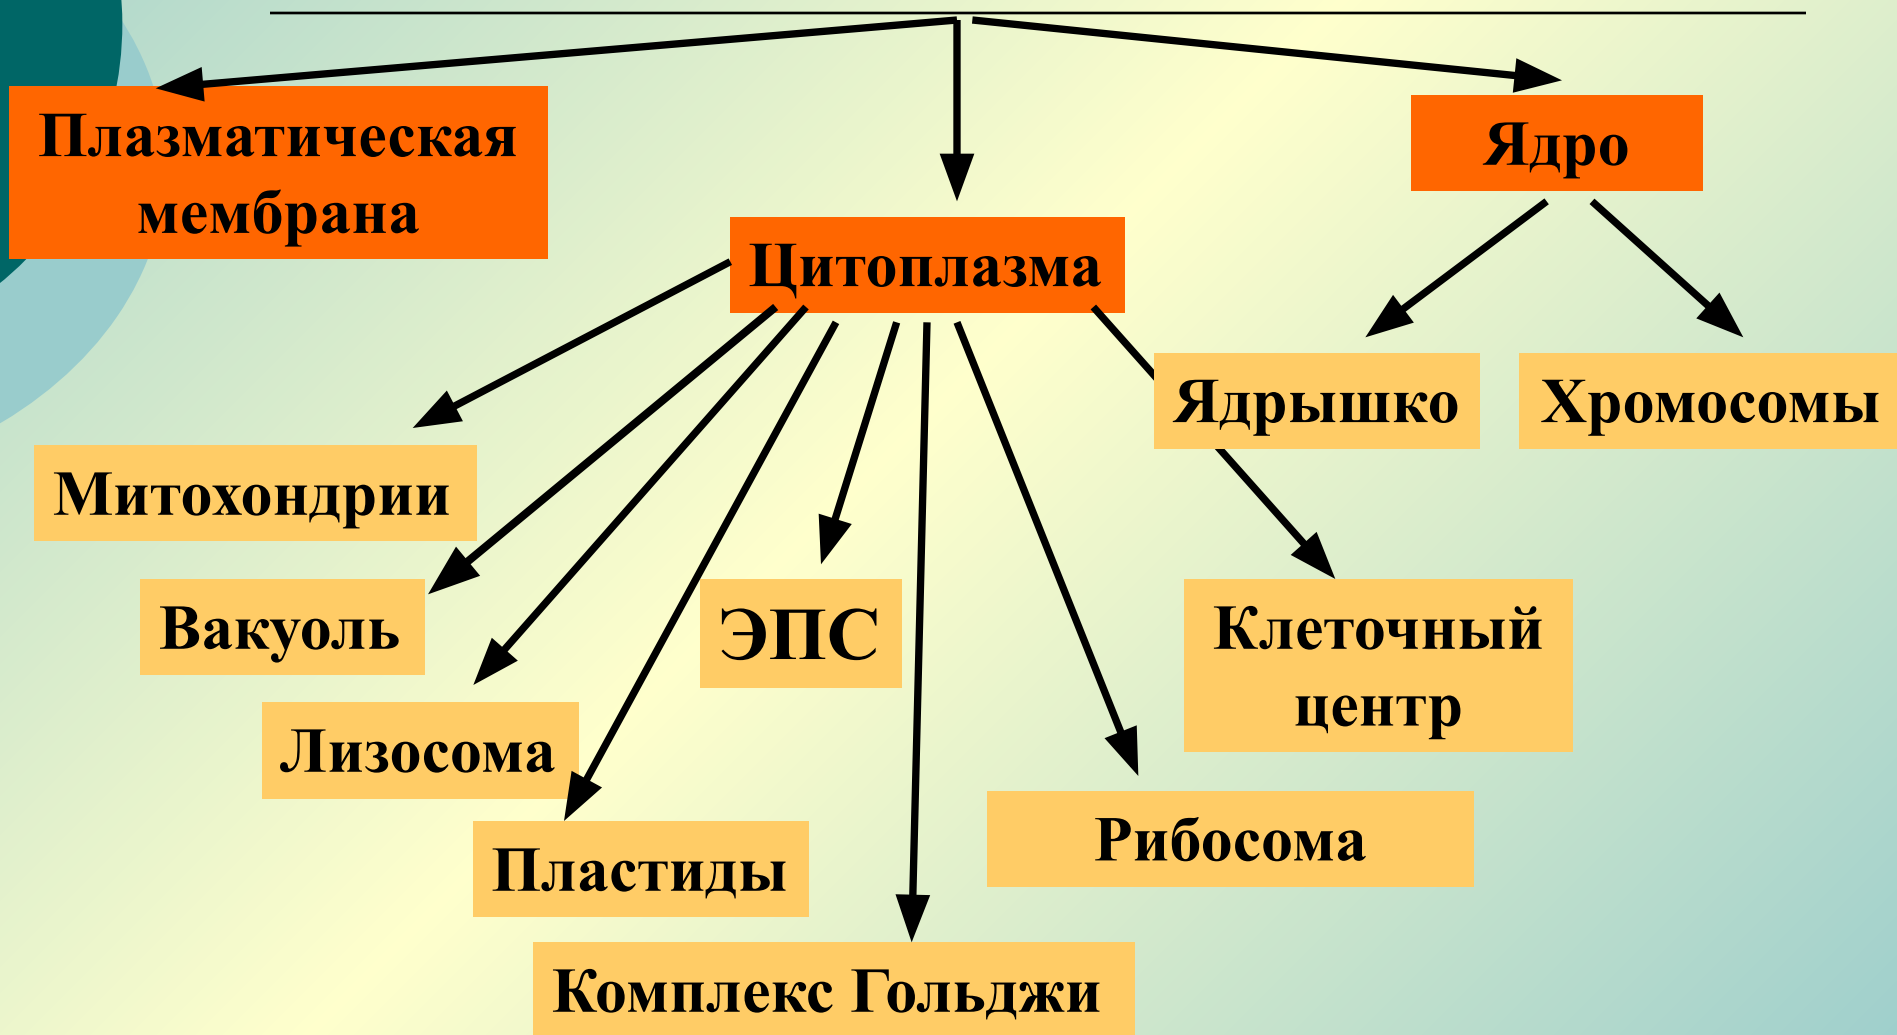 Плазматическая
мембрана
Ядро
Цитоплазма
Ядрышко
Хромосомы
Митохондрии
Вакуоль
ЭПС
Клеточный
центр
Лизосома
Рибосома
Пластиды
Комплекс Гольджи